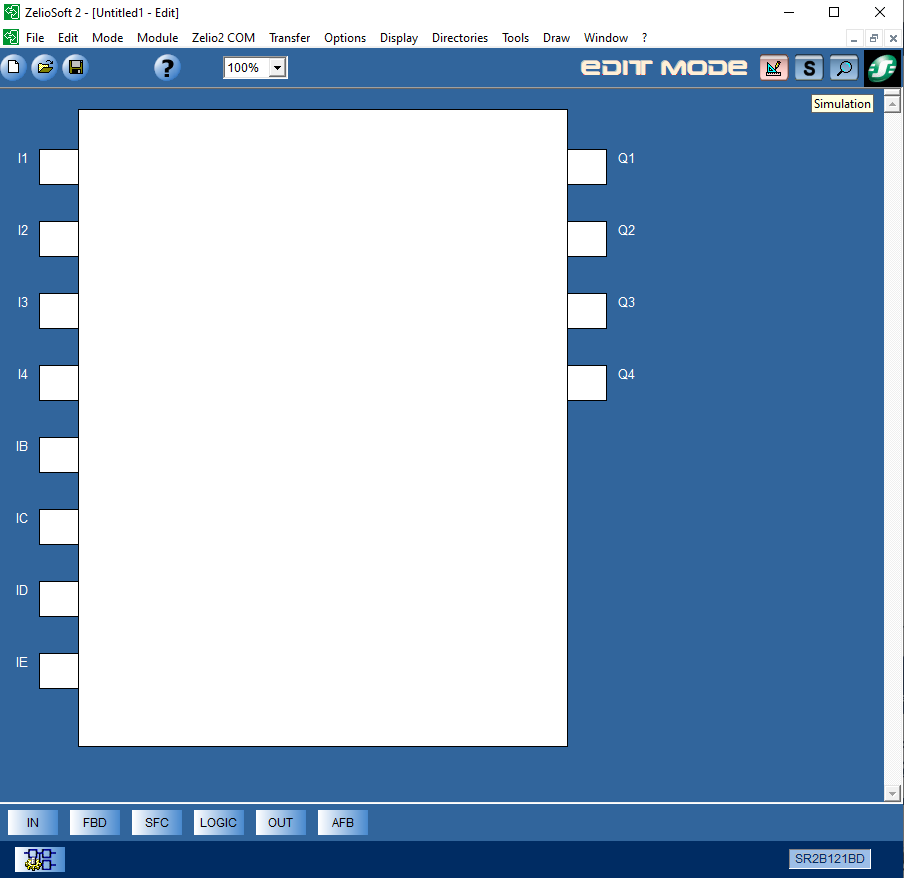 ZelioSoft 2 - [Untitled1 - Edit]
File Edit Mode Module Zelio2 COM Transfer Options Display Directories Tools Draw Window ?
? 100% EDIT MODE S
Simulation
I1 Q1
I2 Q2
I3 Q3
I4 Q4
IB
IC
ID
IE
IN FBD SFC LOGIC OUT AFB
SR2B121BD